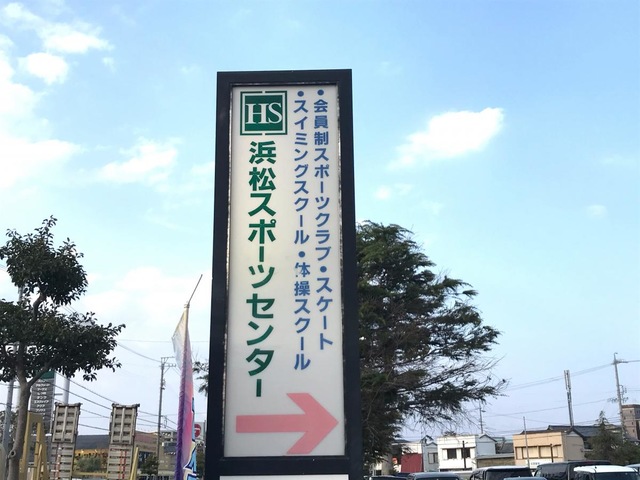 HS
浜松スポーツセンター
・会員制スポーツクラブ・スケート
・スイミングスクール・体操スクール